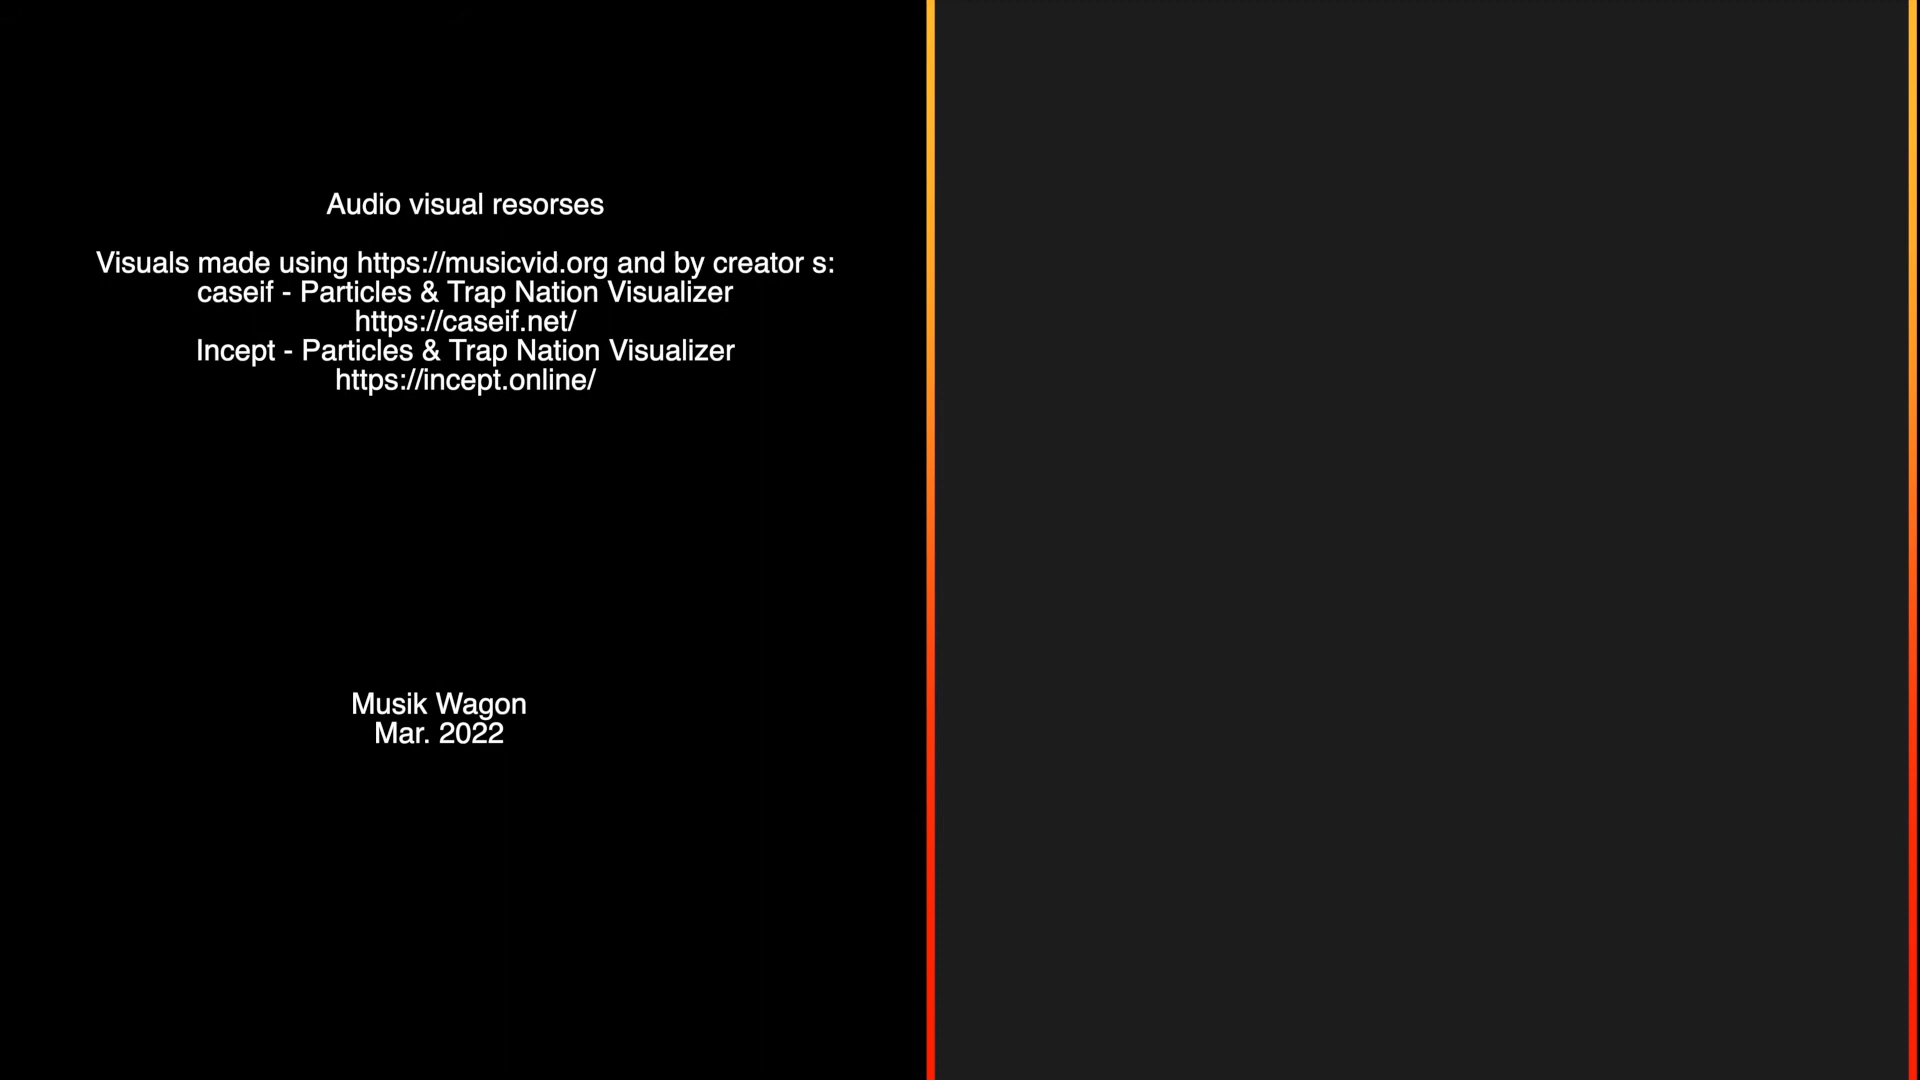 Audio visual resorses
Visuals made using https://musicvid.org and by creator s:
caseif - Particles & Trap Nation Visualizer
https://caseif.net/
Incept - Particles & Trap Nation Visualizer
https://incept.online/
Musik Wagon
Mar. 2022